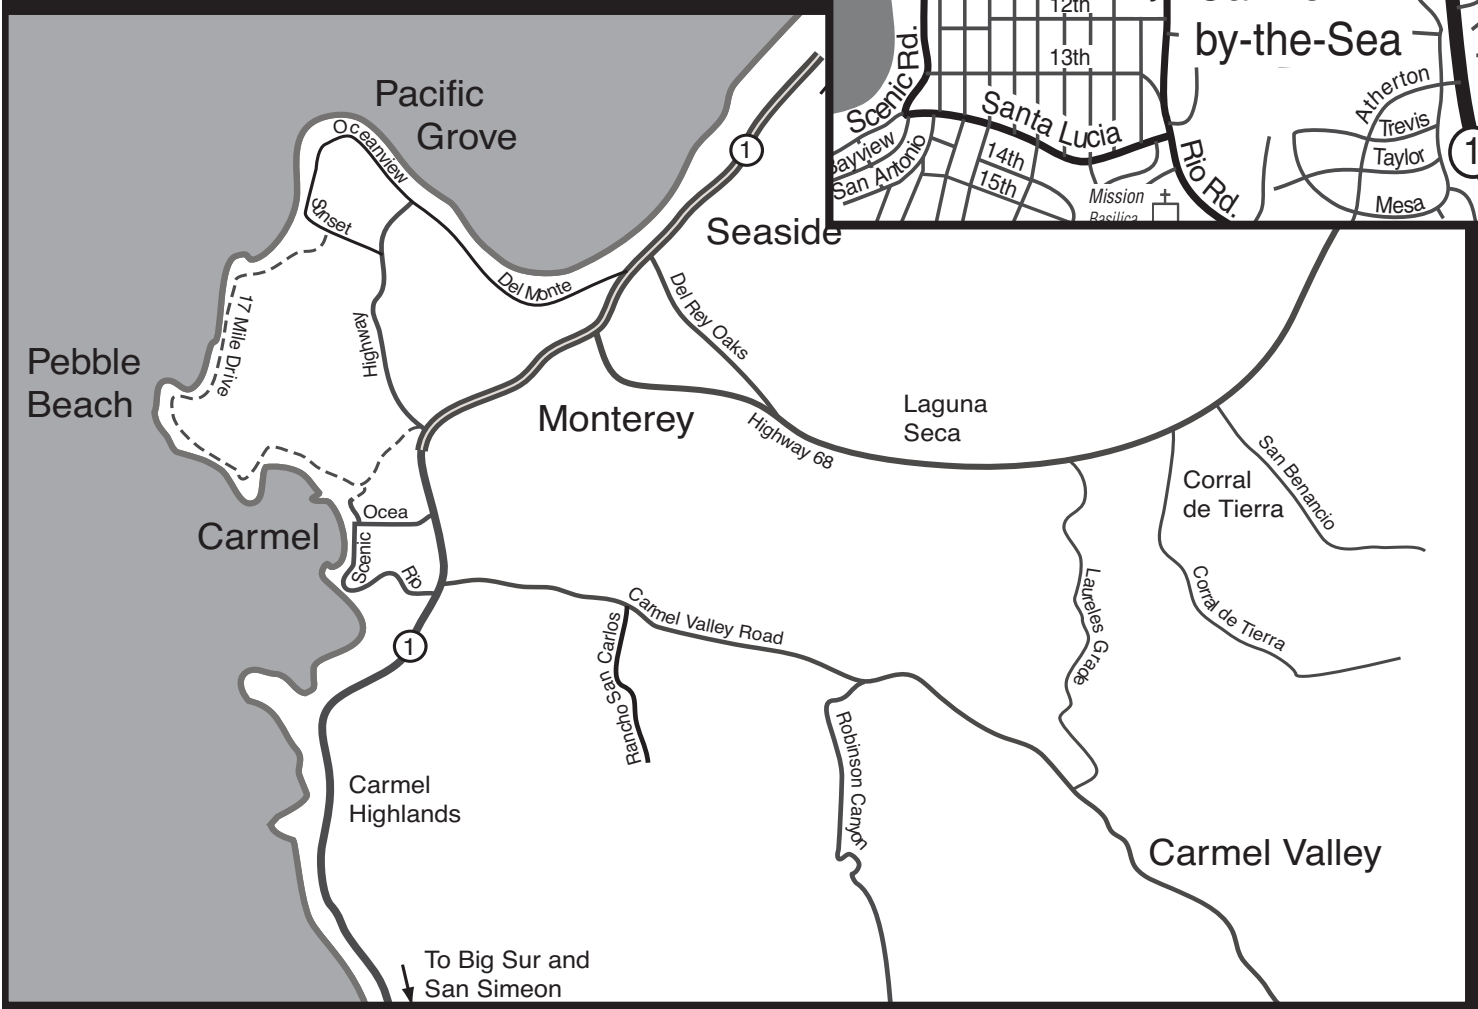 12th
by-the-Sea
13th
Scenic Rd.
Santa Lucia
Atherton
Trevis
Taylor
Mesa
1
San Antonio
14th
15th
Rio Rd.
Mission
Basilica
Pacific
Grove
Oceanview
Sunset
1
Seaside
Del Monte
Del Rey Oaks
17 Mile Drive
Highway
Pebble
Beach
Monterey
Highway 68
Laguna
Seca
San Benancio
Corral
de Tierra
Carmel
Ocea
Scenic
Rio
Laureles Grade
Corral de Tierra
Carmel Valley Road
Rancho San Carlos
1
Robinson Canyon
Carmel
Highlands
Carmel Valley
To Big Sur and
San Simeon